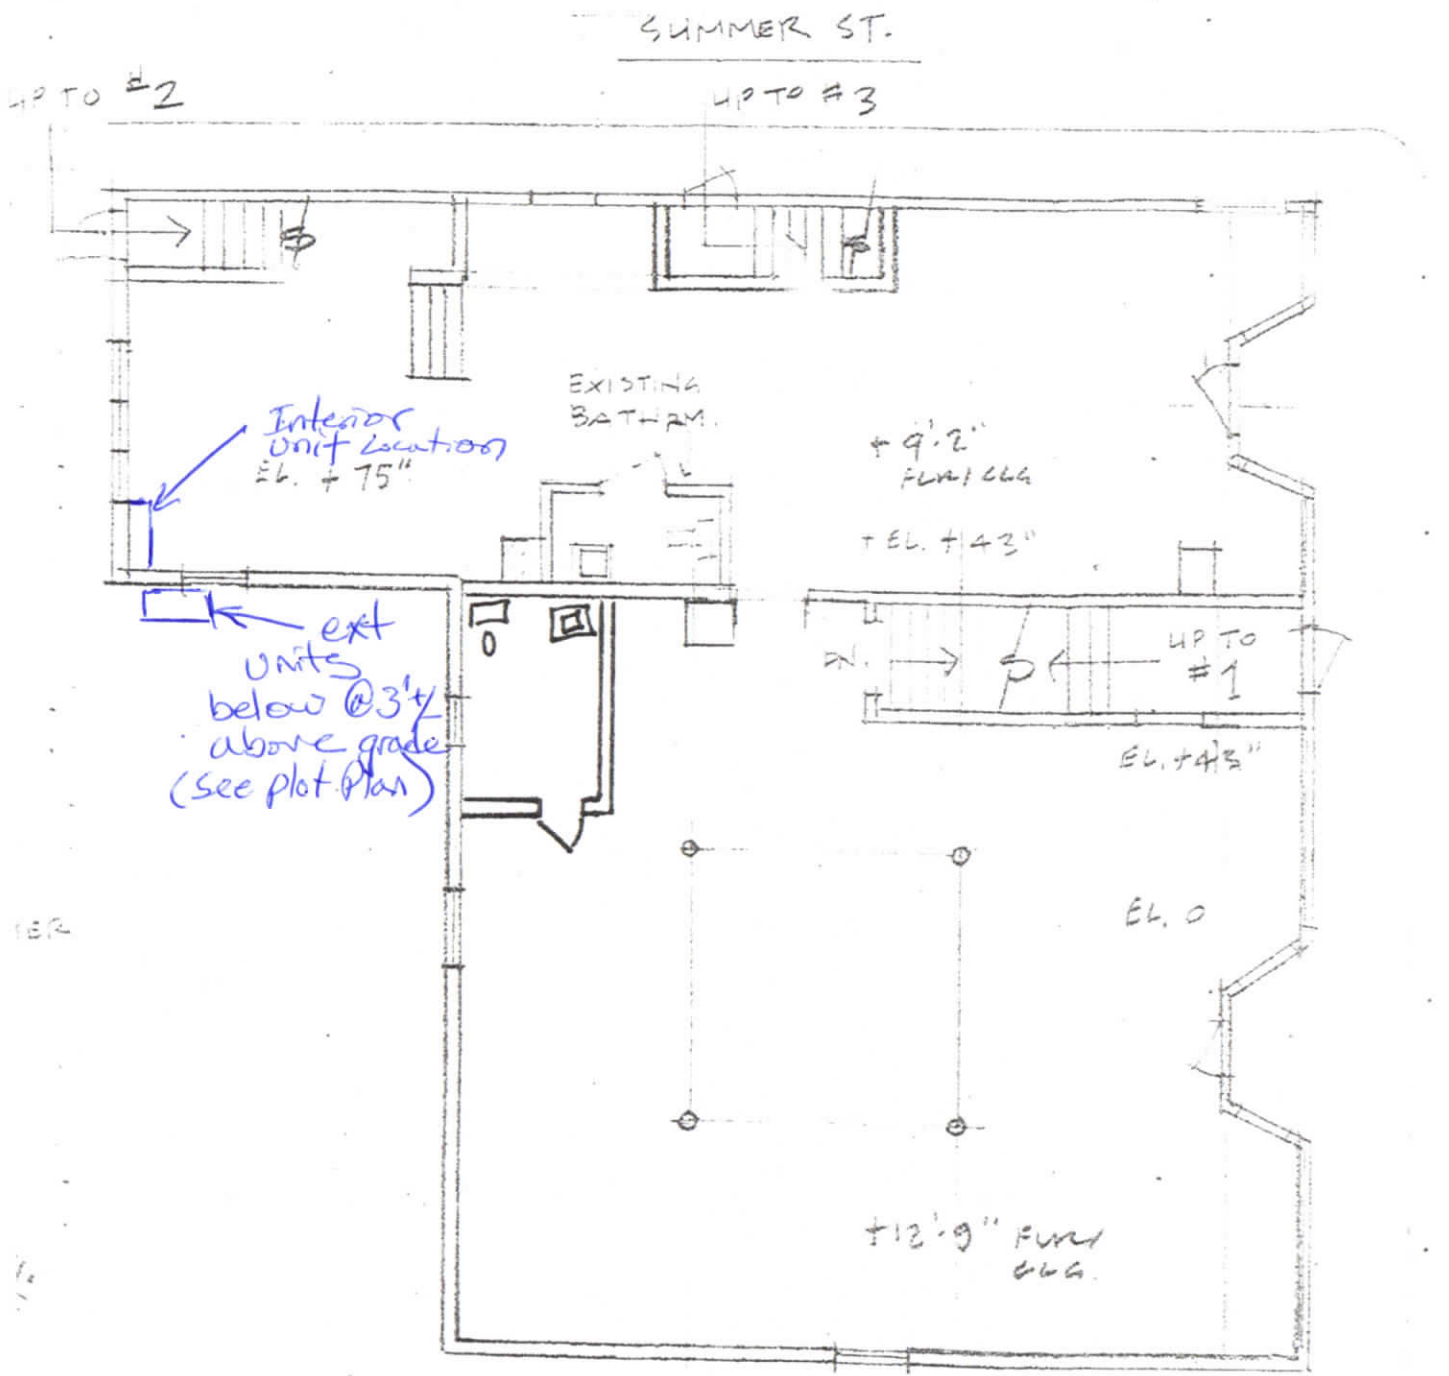 SUMMER ST.
UP TO #2
UP TO #3
EXISTING
BATHRM.
Interior
Unit Location
EL. + 75"
+ 9'-2"
FLR/CLG
+ EL. + 43"
ext
units
below @3'+/-
above grade
(see plot plan)
DN.
UP TO
#1
EL. +43"
EL. 0
+12'-9" FLR/
CLG.